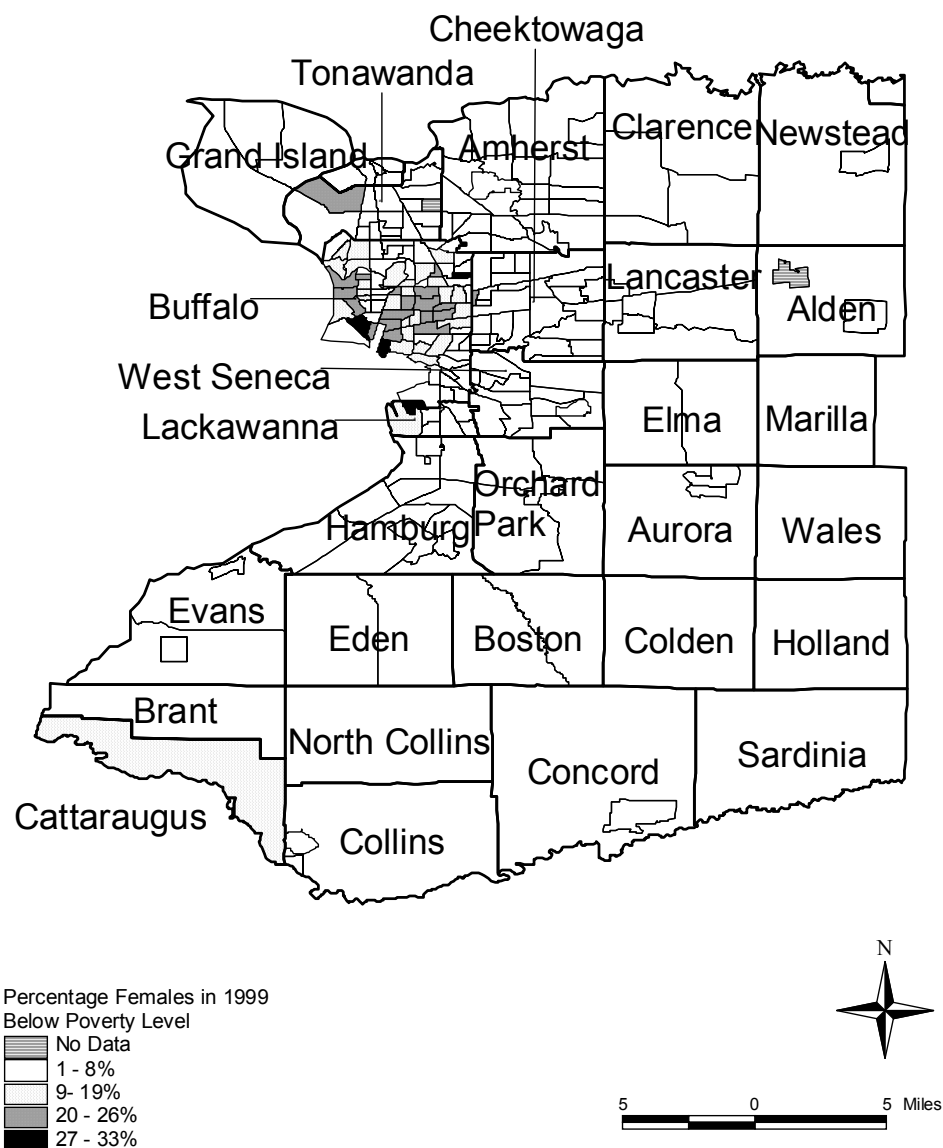 Cheektowaga
Tonawanda
Clarence
Newstead
Amherst
Grand Island
Lancaster
Buffalo
Alden
West Seneca
Lackawanna
Elma
Marilla
Orchard
Park
Hamburg
Aurora
Wales
Evans
Eden
Boston
Colden
Holland
Brant
North Collins
Sardinia
Concord
Cattaraugus
Collins
N
Percentage Females in 1999
Below Poverty Level
No Data
1 - 8%
9- 19%
20 - 26%
27 - 33%
5 0 5 Miles